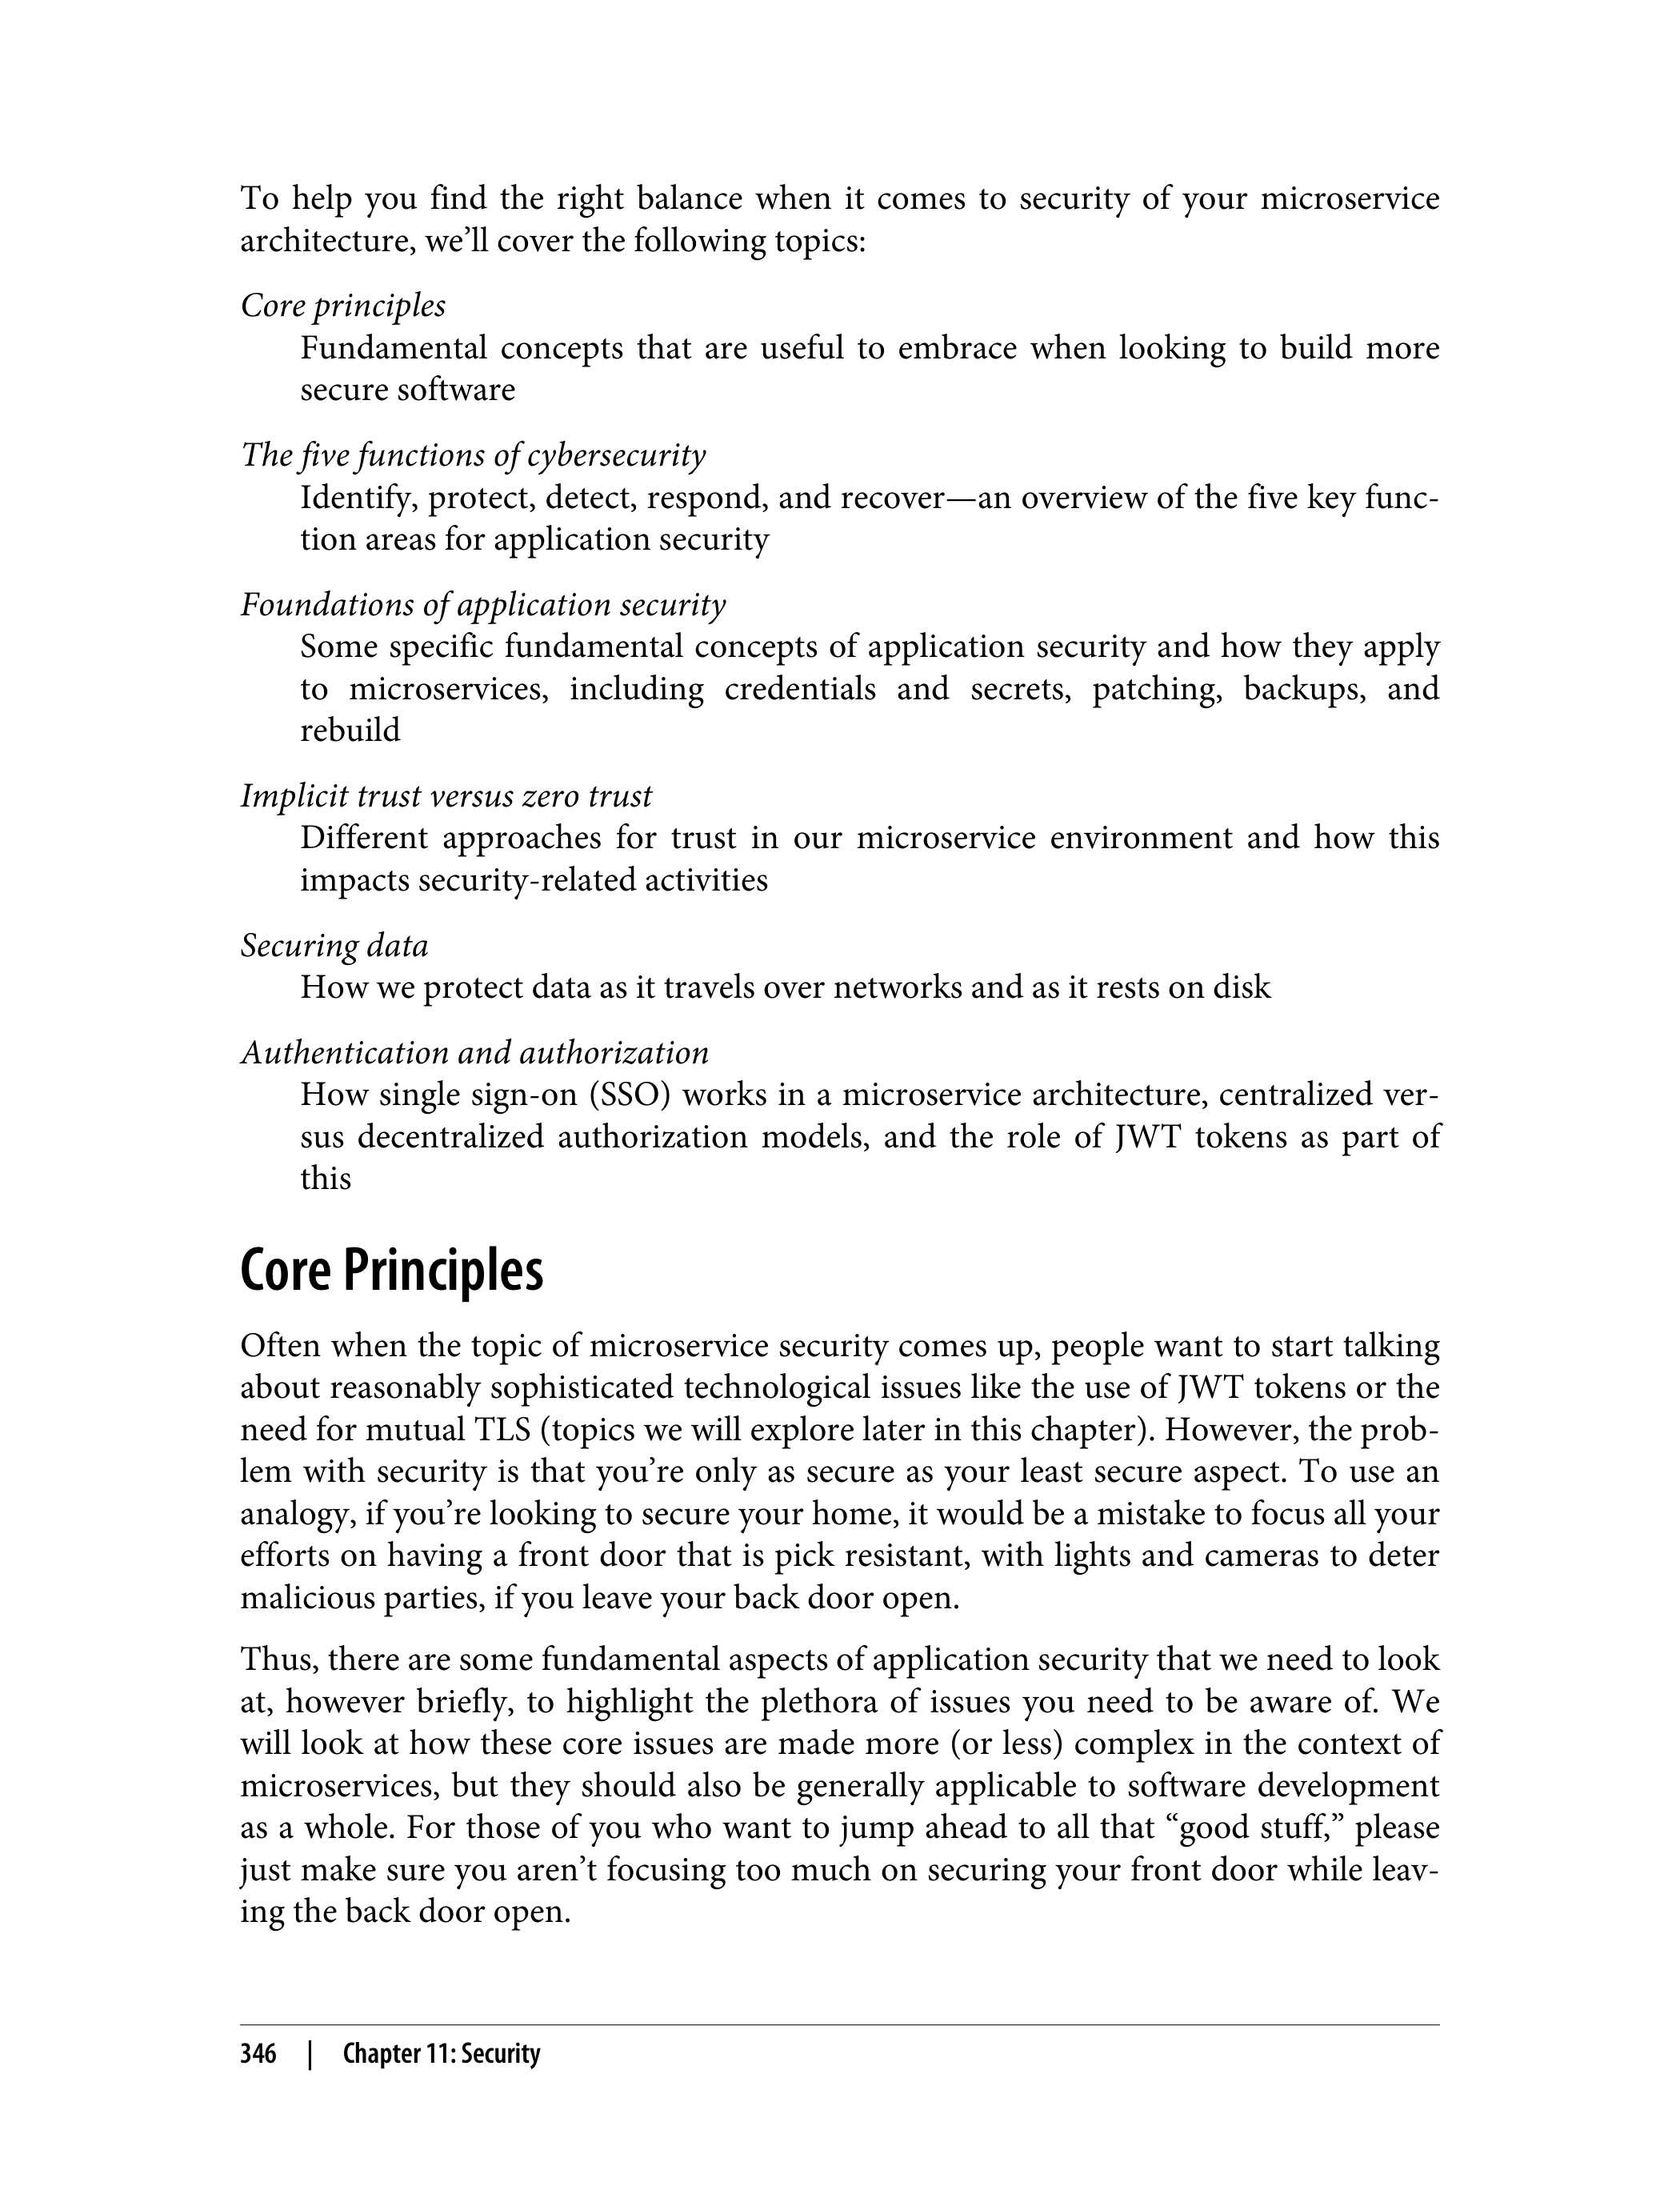 To help you find the right balance when it comes to security of your microservice
architecture, we’ll cover the following topics:
Core principles
Fundamental concepts that are useful to embrace when looking to build more
secure software
The five functions of cybersecurity
Identify, protect, detect, respond, and recover—an overview of the five key func-
tion areas for application security
Foundations of application security
Some specific fundamental concepts of application security and how they apply
to microservices, including credentials and secrets, patching, backups, and
rebuild
Implicit trust versus zero trust
Different approaches for trust in our microservice environment and how this
impacts security-related activities
Securing data
How we protect data as it travels over networks and as it rests on disk
Authentication and authorization
How single sign-on (SSO) works in a microservice architecture, centralized ver-
sus decentralized authorization models, and the role of JWT tokens as part of
this
Core Principles
Often when the topic of microservice security comes up, people want to start talking
about reasonably sophisticated technological issues like the use of JWT tokens or the
need for mutual TLS (topics we will explore later in this chapter). However, the prob-
lem with security is that you’re only as secure as your least secure aspect. To use an
analogy, if you’re looking to secure your home, it would be a mistake to focus all your
efforts on having a front door that is pick resistant, with lights and cameras to deter
malicious parties, if you leave your back door open.
Thus, there are some fundamental aspects of application security that we need to look
at, however briefly, to highlight the plethora of issues you need to be aware of. We
will look at how these core issues are made more (or less) complex in the context of
microservices, but they should also be generally applicable to software development
as a whole. For those of you who want to jump ahead to all that “good stuff,” please
just make sure you aren’t focusing too much on securing your front door while leav-
ing the back door open.
346 | Chapter 11: Security